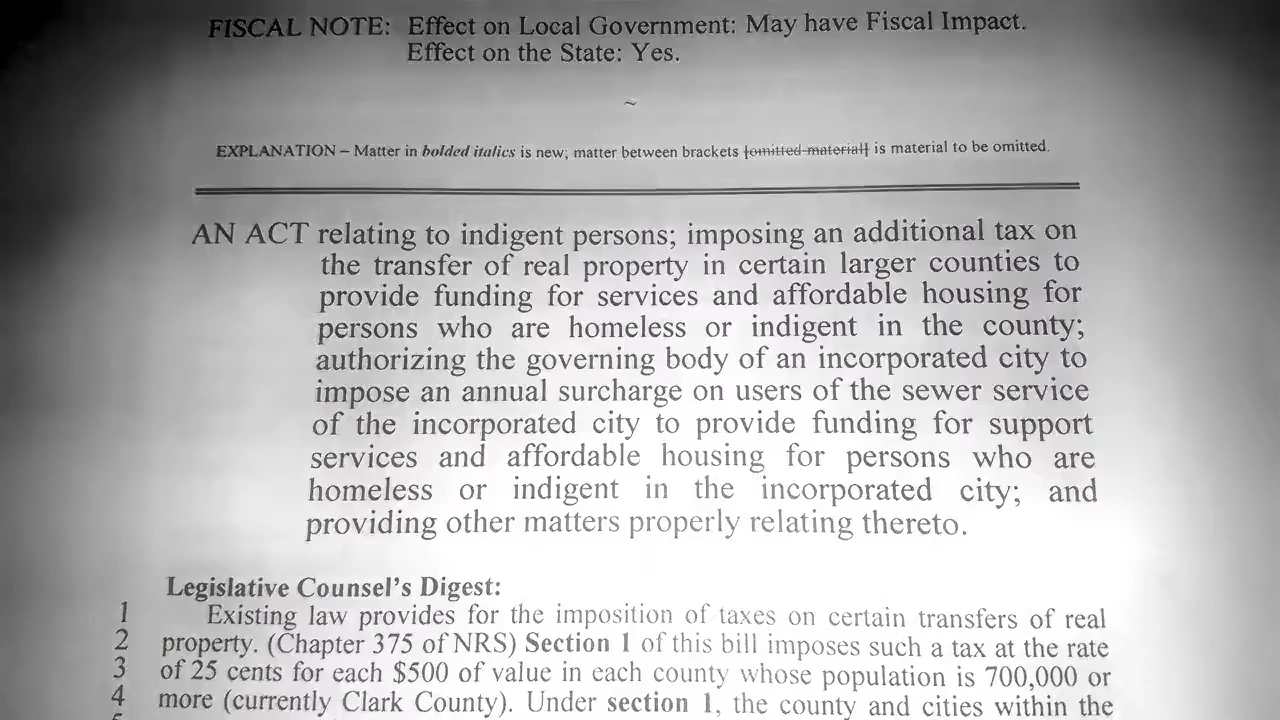 FISCAL NOTE: Effect on Local Government: May have Fiscal Impact.
Effect on the State: Yes.
~
EXPLANATION – Matter in bolded italics is new; matter between brackets [omitted material] is material to be omitted.
AN ACT relating to indigent persons; imposing an additional tax on
the transfer of real property in certain larger counties to
provide funding for services and affordable housing for
persons who are homeless or indigent in the county;
authorizing the governing body of an incorporated city to
impose an annual surcharge on users of the sewer service
of the incorporated city to provide funding for support
services and affordable housing for persons who are
homeless or indigent in the incorporated city; and
providing other matters properly relating thereto.
Legislative Counsel's Digest:
1 Existing law provides for the imposition of taxes on certain transfers of real
2 property. (Chapter 375 of NRS) Section 1 of this bill imposes such a tax at the rate
3 of 25 cents for each $500 of value in each county whose population is 700,000 or
4 more (currently Clark County). Under section 1, the county and cities within the